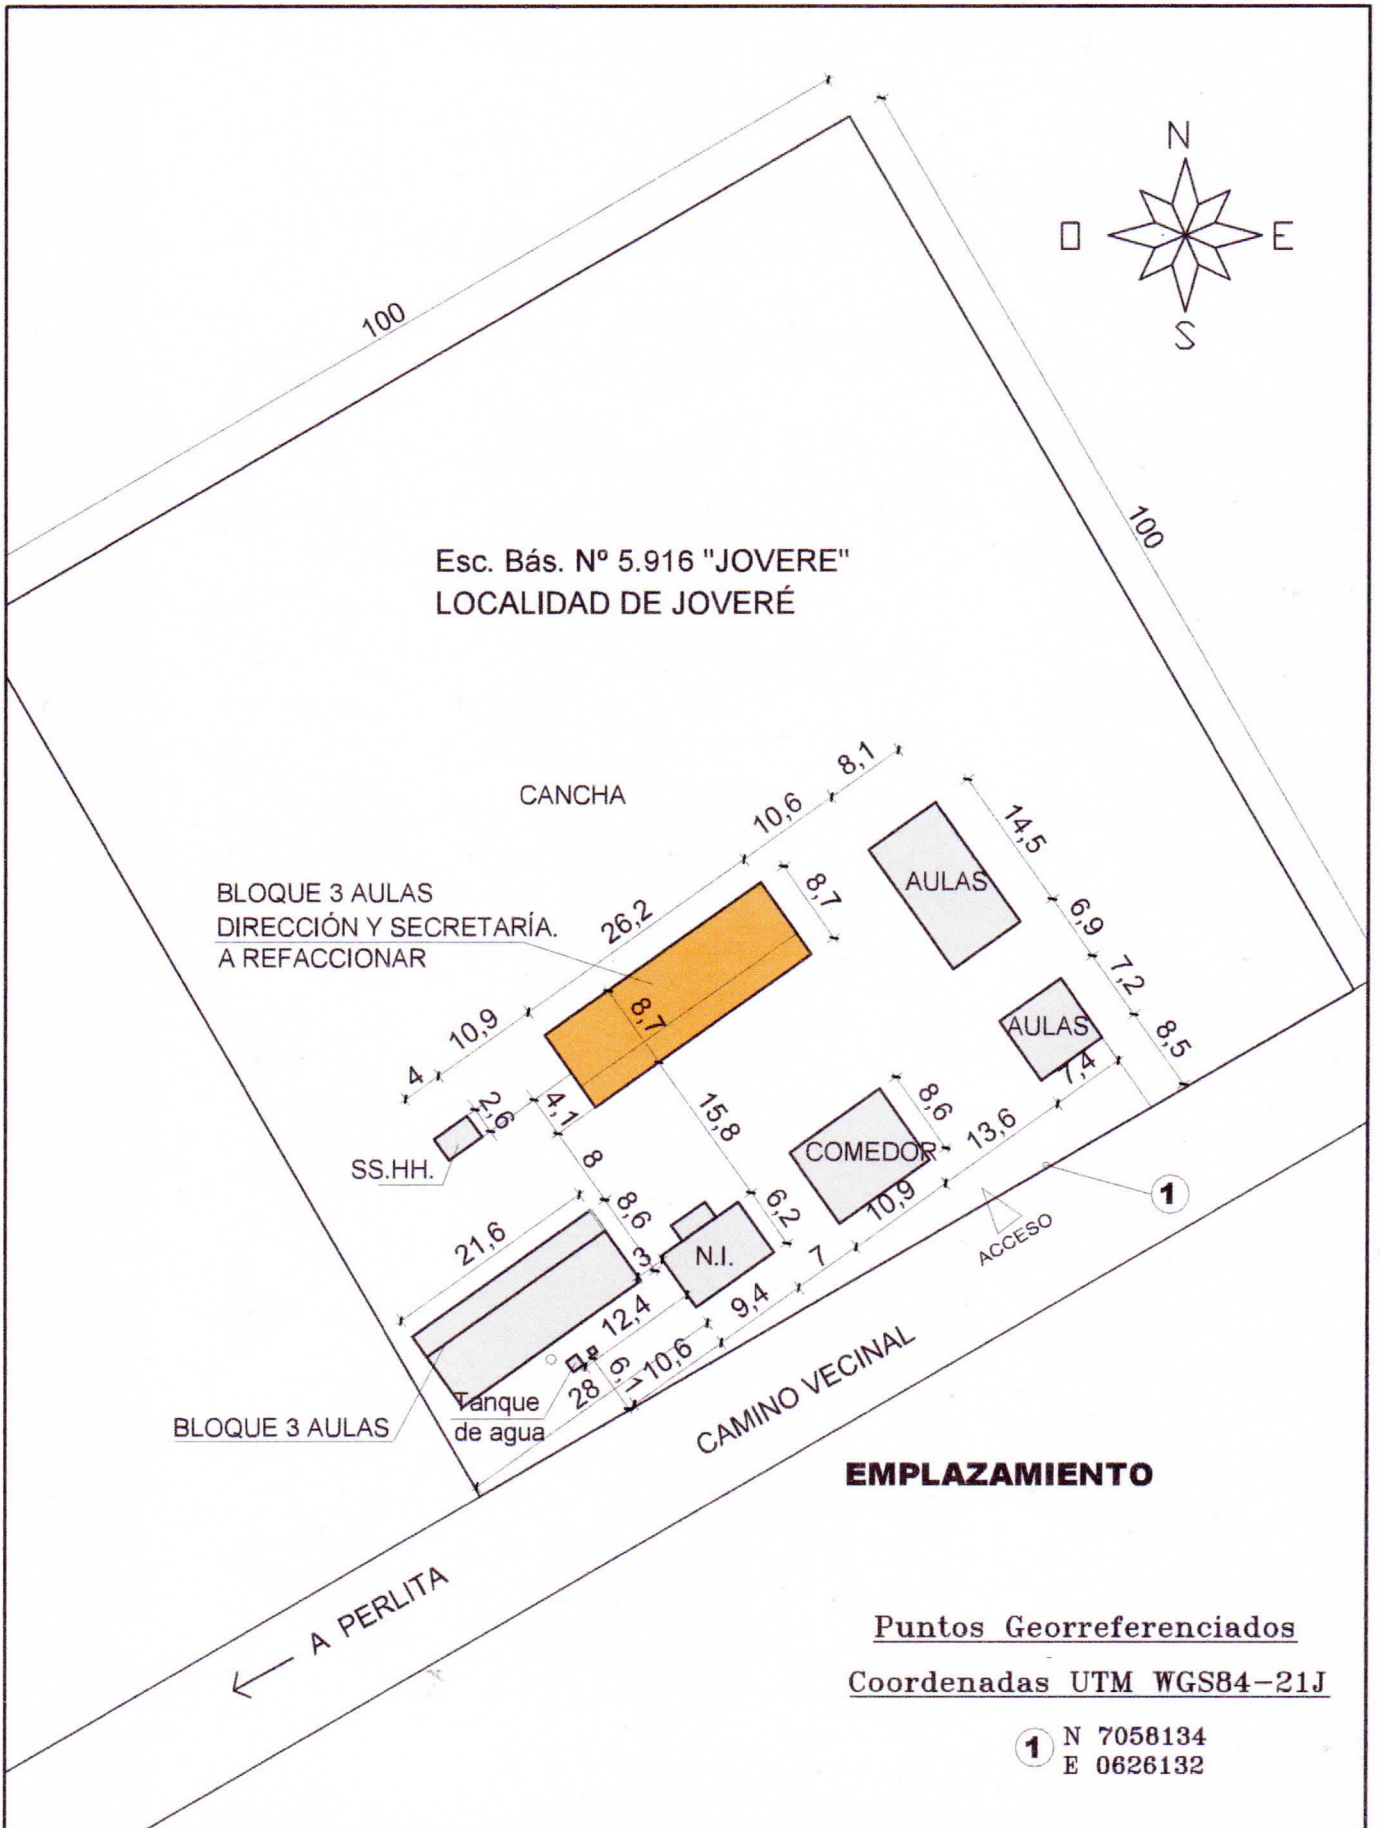 N
O
E
S
100
100
Esc. Bás. Nº 5.916 "JOVERE"
LOCALIDAD DE JOVERÉ
CANCHA
8,1
10,6
26,2
10,9
4
8,7
14,5
6,9
7,2
8,5
AULAS
BLOQUE 3 AULAS
DIRECCIÓN Y SECRETARÍA.
A REFACCIONAR
8,7
AULAS
7,4
2,6
4,1
15,8
8,6
13,6
SS.HH.
8
COMEDOR
10,9
1
8,6
6,2
21,6
3
N.I.
7
ACCESO
12,4
9,4
10,6
6,1
28
Tanque
de agua
BLOQUE 3 AULAS
CAMINO VECINAL
EMPLAZAMIENTO
A PERLITA
Puntos Georreferenciados
Coordenadas UTM WGS84-21J
1 N 7058134
E 0626132